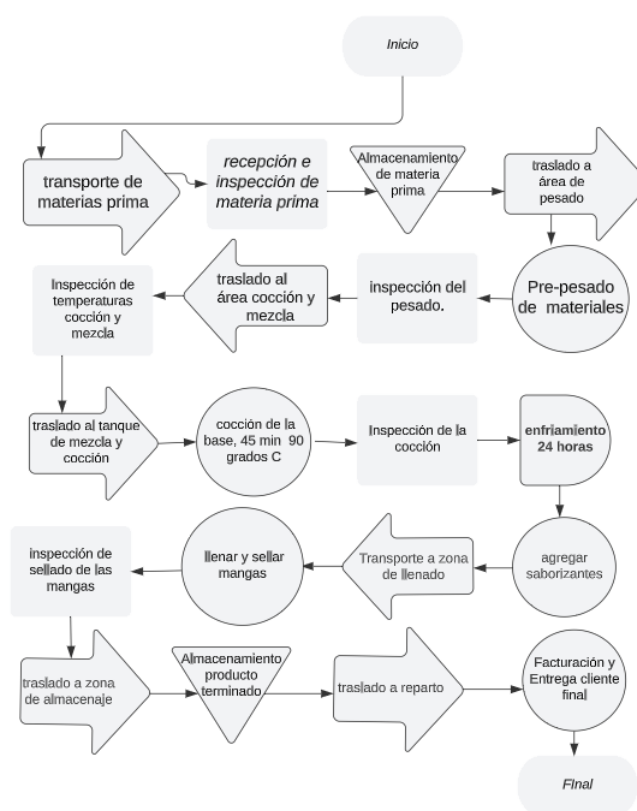 Inicio
transporte de
materias prima
recepción e
inspección de
materia prima
Almacenamiento
de materia
prima
traslado a
área de
pesado
Pre-pesado
de materiales
inspección del
pesado.
traslado al
área cocción y
mezcla
Inspección de
temperaturas
cocción y
mezcla
traslado al tanque
de mezcla y
cocción
cocción de la
base, 45 min 90
grados C
Inspección de la
cocción
enfriamiento
24 horas
agregar
saborizantes
Transporte a zona
de llenado
llenar y sellar
mangas
inspección de
sellado de las
mangas
traslado a zona
de almacenaje
Almacenamiento
producto
terminado
traslado a reparto
Facturación y
Entrega cliente
final
FInal